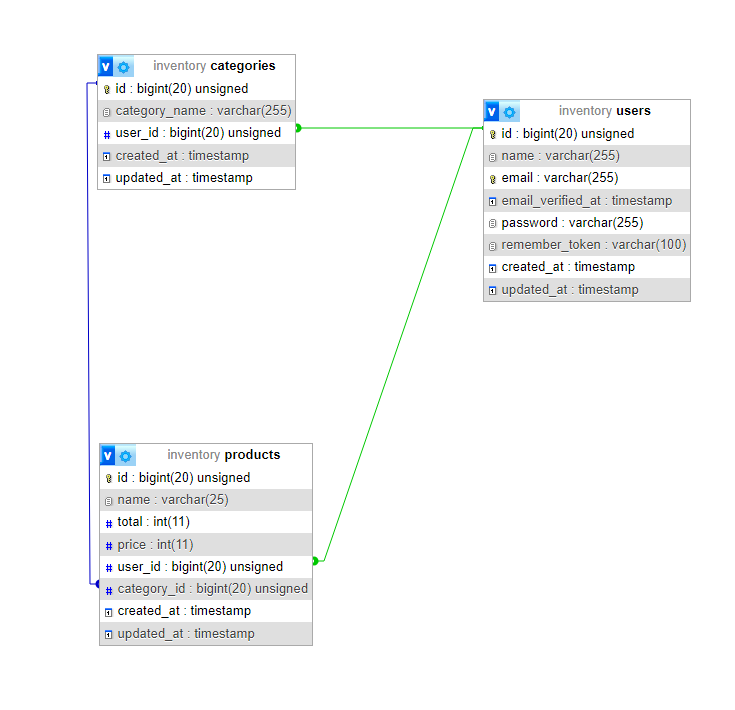 v inventory categories
id : bigint(20) unsigned
category_name : varchar(255)
# user_id : bigint(20) unsigned
created_at : timestamp
updated_at : timestamp
v inventory users
id : bigint(20) unsigned
name : varchar(255)
email : varchar(255)
email_verified_at : timestamp
password : varchar(255)
remember_token : varchar(100)
created_at : timestamp
updated_at : timestamp
v inventory products
id : bigint(20) unsigned
name : varchar(25)
# total : int(11)
# price : int(11)
# user_id : bigint(20) unsigned
# category_id : bigint(20) unsigned
created_at : timestamp
updated_at : timestamp